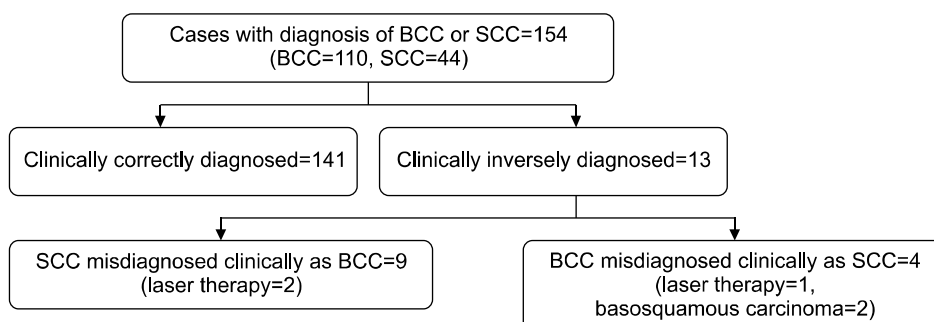 Cases with diagnosis of BCC or SCC=154
(BCC=110, SCC=44)
Clinically correctly diagnosed=141
Clinically inversely diagnosed=13
SCC misdiagnosed clinically as BCC=9
(laser therapy=2)
BCC misdiagnosed clinically as SCC=4
(laser therapy=1,
basosquamous carcinoma=2)